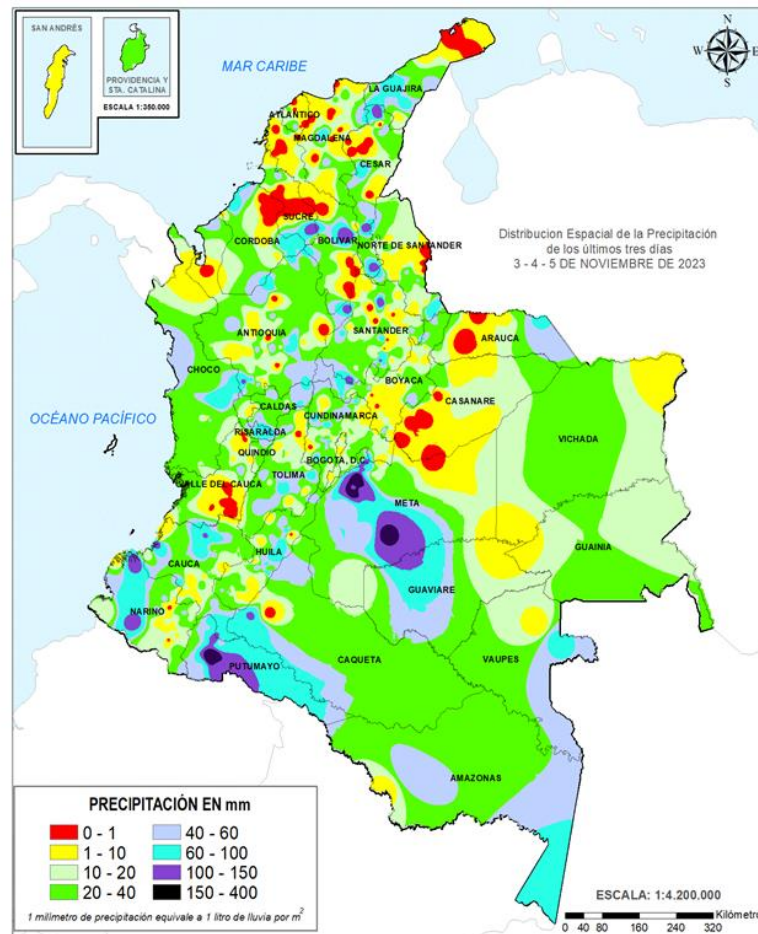 SAN ANDRÉS
PROVIDENCIA Y
STA. CATALINA
ESCALA 1:350.000
MAR CARIBE
N
W
E
S
LA GUAJIRA
ATLÁNTICO
MAGDALENA
CESAR
SUCRE
CORDOBA
BOLIVAR
NORTE DE SANTANDER
Distribucion Espacial de la Precipitación
de los últimos tres días
3 - 4 - 5 DE NOVIEMBRE DE 2023
ANTIOQUIA
SANTANDER
ARAUCA
CHOCO
BOYACA
CASANARE
OCÉANO PACÍFICO
CALDAS
CUNDINAMARCA
VICHADA
RISARALDA
QUINDIO
BOGOTA, D.C.
TOLIMA
VALLE DEL CAUCA
META
GUAINIA
HUILA
CAUCA
GUAVIARE
NARIÑO
CAQUETA
VAUPES
PUTUMAYO
AMAZONAS
PRECIPITACIÓN EN mm
0 - 1
40 - 60
1 - 10
60 - 100
10 - 20
100 - 150
20 - 40
150 - 400
1 milímetro de precipitación equivale a 1 litro de lluvia por m2
ESCALA: 1:4.200.000
Kilómetros
0 40 80 160 240 320